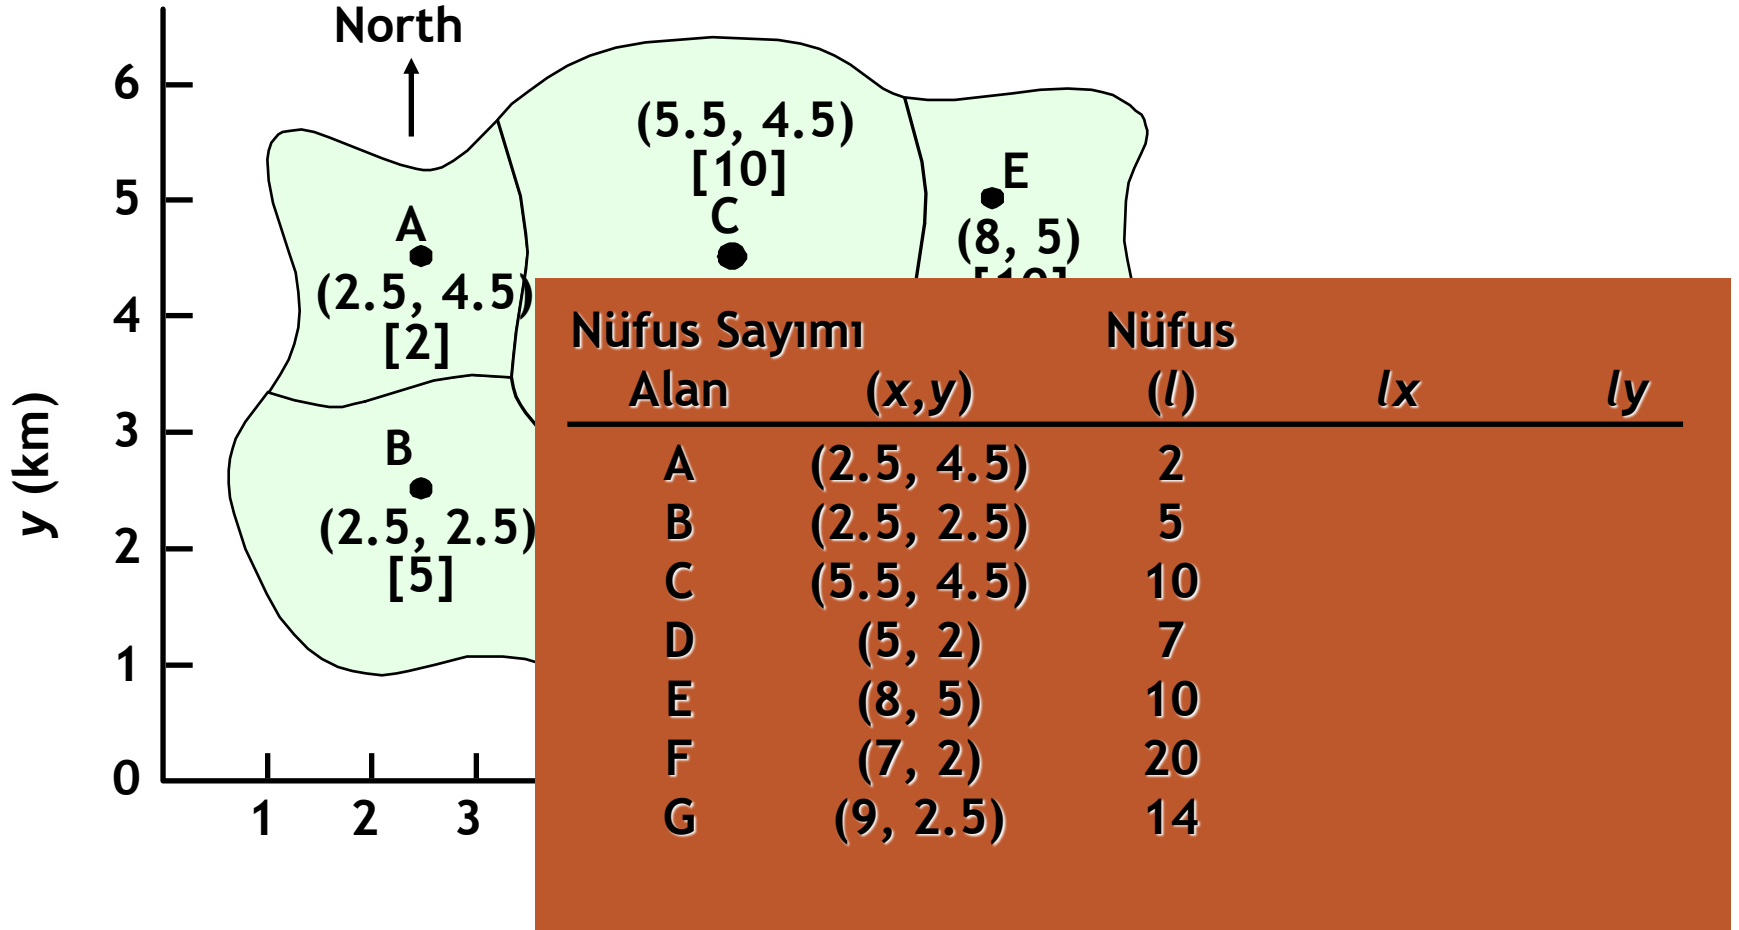 North
6
5
4
3
2
1
0
y (km)
1 2 3
A
(2.5, 4.5)
[2]
B
(2.5, 2.5)
[5]
(5.5, 4.5)
[10]
C
E
(8, 5)
[10]
Nüfus Sayımı Nüfus
Alan (x,y) (l) lx ly
A (2.5, 4.5) 2
B (2.5, 2.5) 5
C (5.5, 4.5) 10
D (5, 2) 7
E (8, 5) 10
F (7, 2) 20
G (9, 2.5) 14